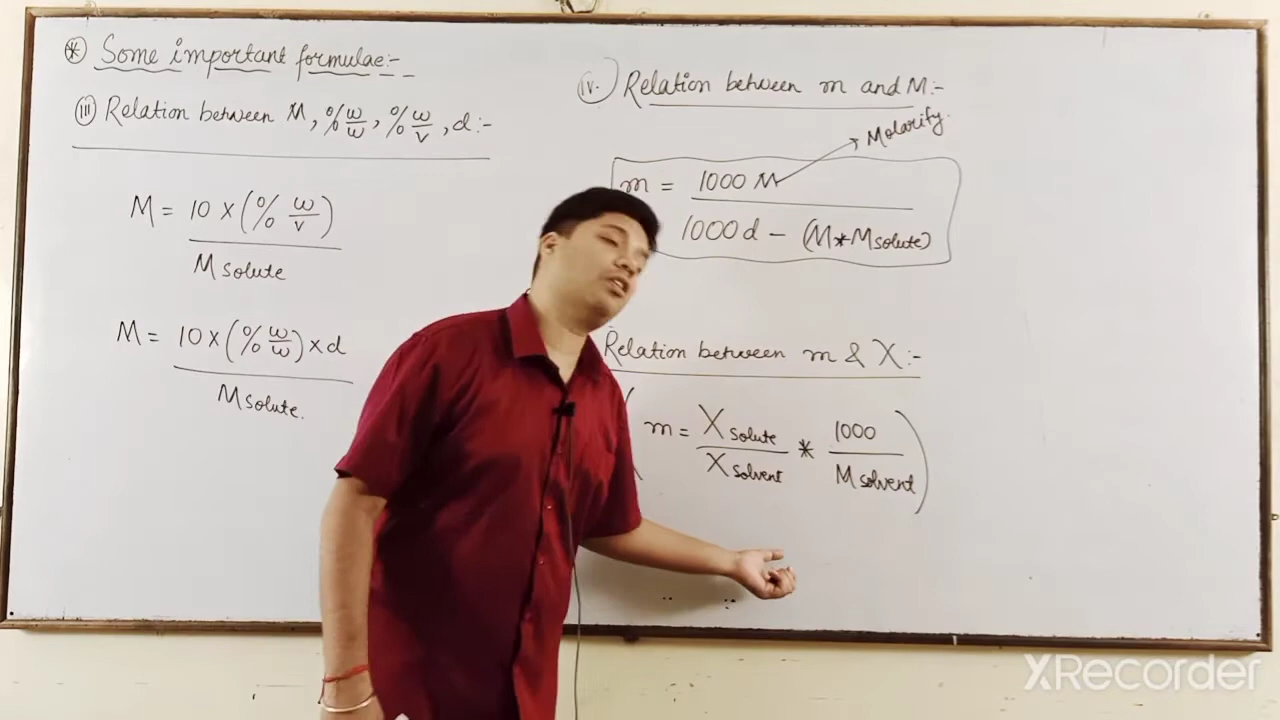 * Some important formulae:-
(iii) Relation between M, % w/w, % w/v, d:-
M = 10 x (% w/v)
M solute
M = 10 x (% w/w) x d
M solute.
iv. Relation between m and M:-
Molarity.
m = 1000 M
1000 d - (M * M solute)
Relation between m & X:-
m = X solute * 1000
X solvent M solvent
XRecorder